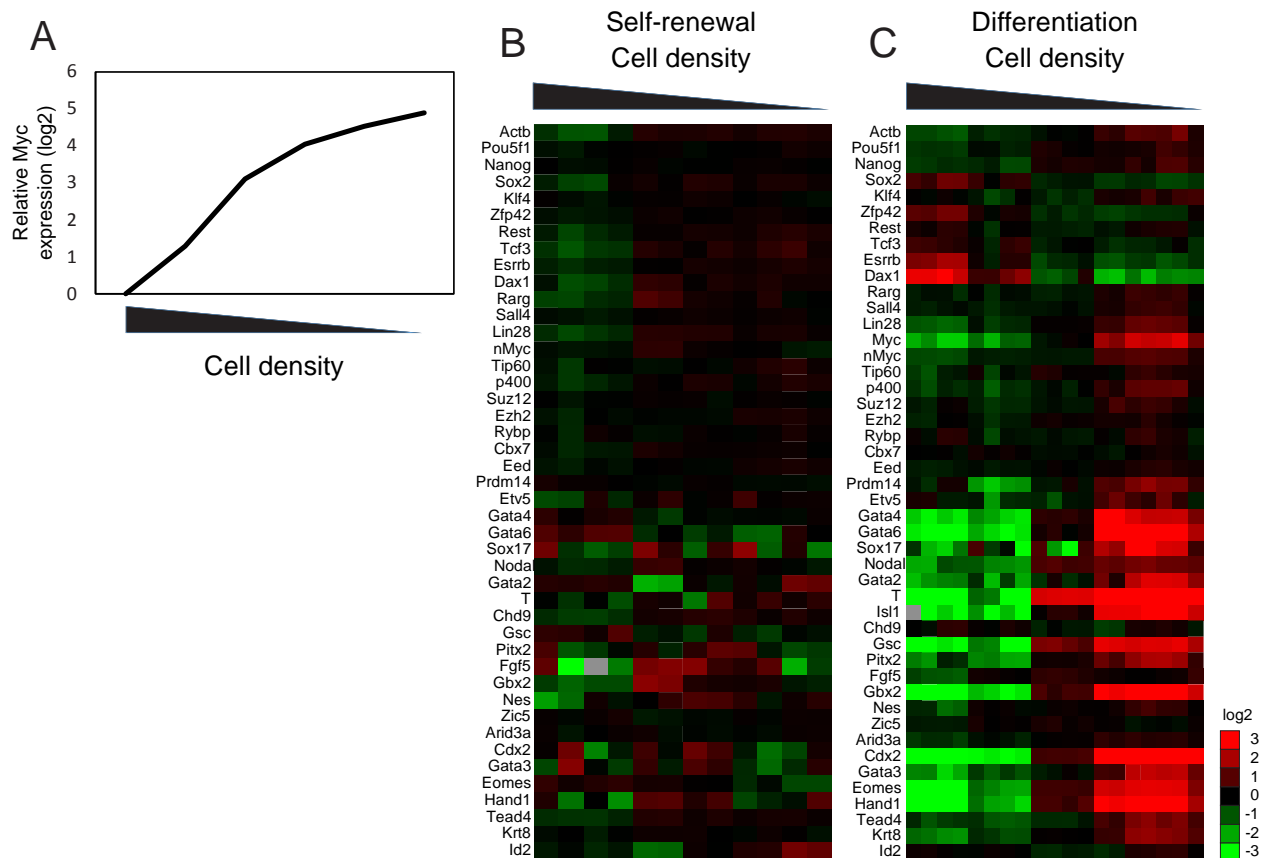 A
6
5
4
3
2
1
0
Relative Myc
expression (log2)
Cell density
B
Self-renewal
Cell density
Actb
Pou5f1
Nanog
Sox2
Klf4
Zfp42
Rest
Tcf3
Esrrb
Dax1
Rarg
Sall4
Lin28
nMyc
Tip60
p400
Suz12
Ezh2
Rybp
Cbx7
Eed
Prdm14
Etv5
Gata4
Gata6
Sox17
Nodal
Gata2
T
Chd9
Gsc
Pitx2
Fgf5
Gbx2
Nes
Zic5
Arid3a
Cdx2
Gata3
Eomes
Hand1
Tead4
Krt8
Id2
C
Differentiation
Cell density
Actb
Pou5f1
Nanog
Sox2
Klf4
Zfp42
Rest
Tcf3
Esrrb
Dax1
Rarg
Sall4
Lin28
Myc
nMyc
Tip60
p400
Suz12
Ezh2
Rybp
Cbx7
Eed
Prdm14
Etv5
Gata4
Gata6
Sox17
Nodal
Gata2
T
Isl1
Chd9
Gsc
Pitx2
Fgf5
Gbx2
Nes
Zic5
Arid3a
Cdx2
Gata3
Eomes
Hand1
Tead4
Krt8
Id2
log2
3
2
1
0
-1
-2
-3